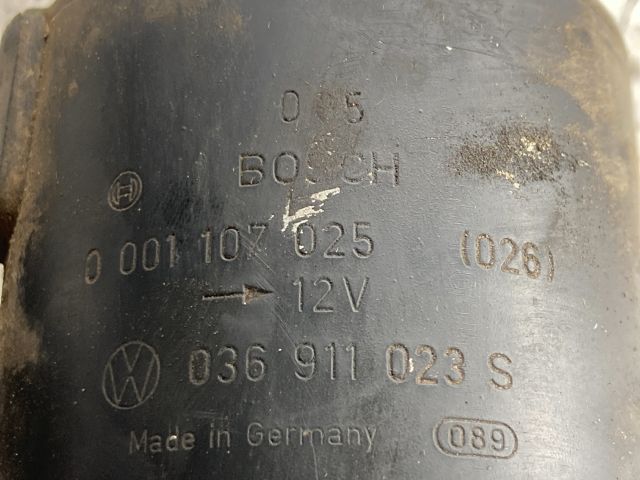 BOSCH
0 001 107 025 (026)
12V
036 911 023 S
Made in Germany 089